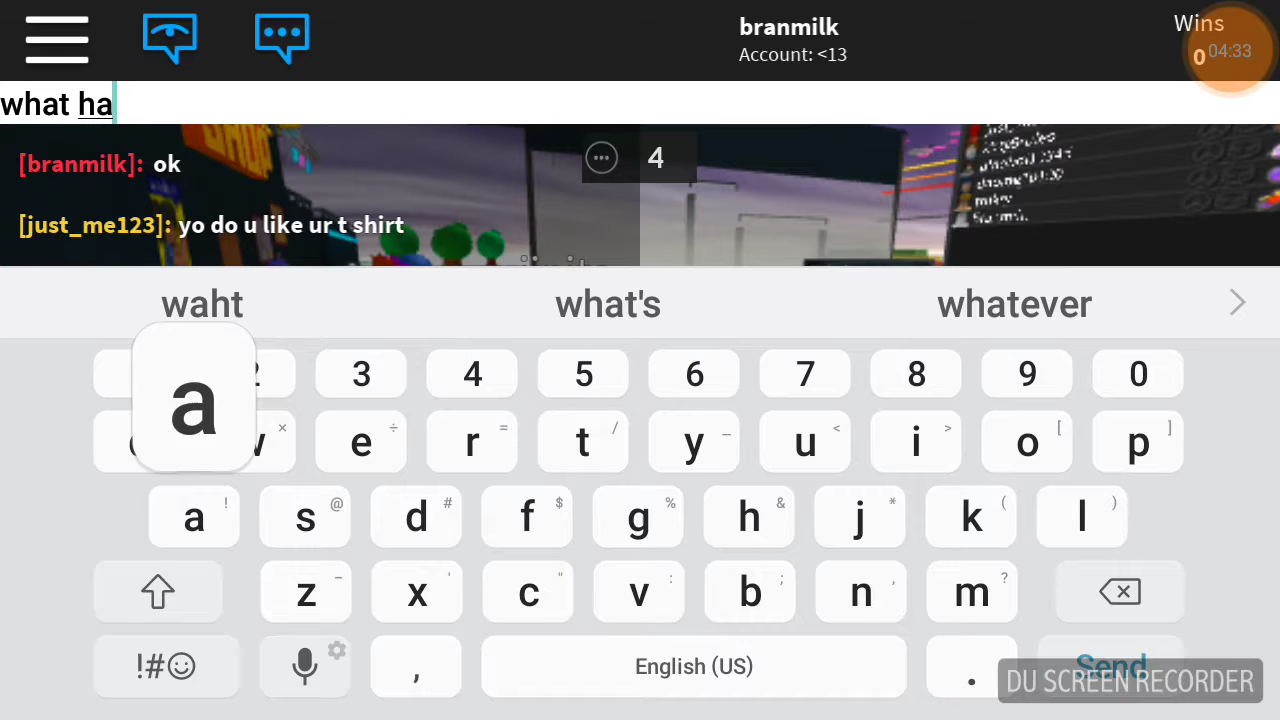 branmilk
Account: <13
Wins
0 04:33
what ha
[branmilk]: ok
4
[just_me123]: yo do u like ur t shirt
waht what's whatever
a
3 4 5 6 7 8 9 0
e ÷ r = t / y _ u < i > o [ p ]
a ! s @ d # f $ g % h & j * k ( l )
z - x ' c " v : b ; n , m ?
!#☺ , English (US) . Send
DU SCREEN RECORDER